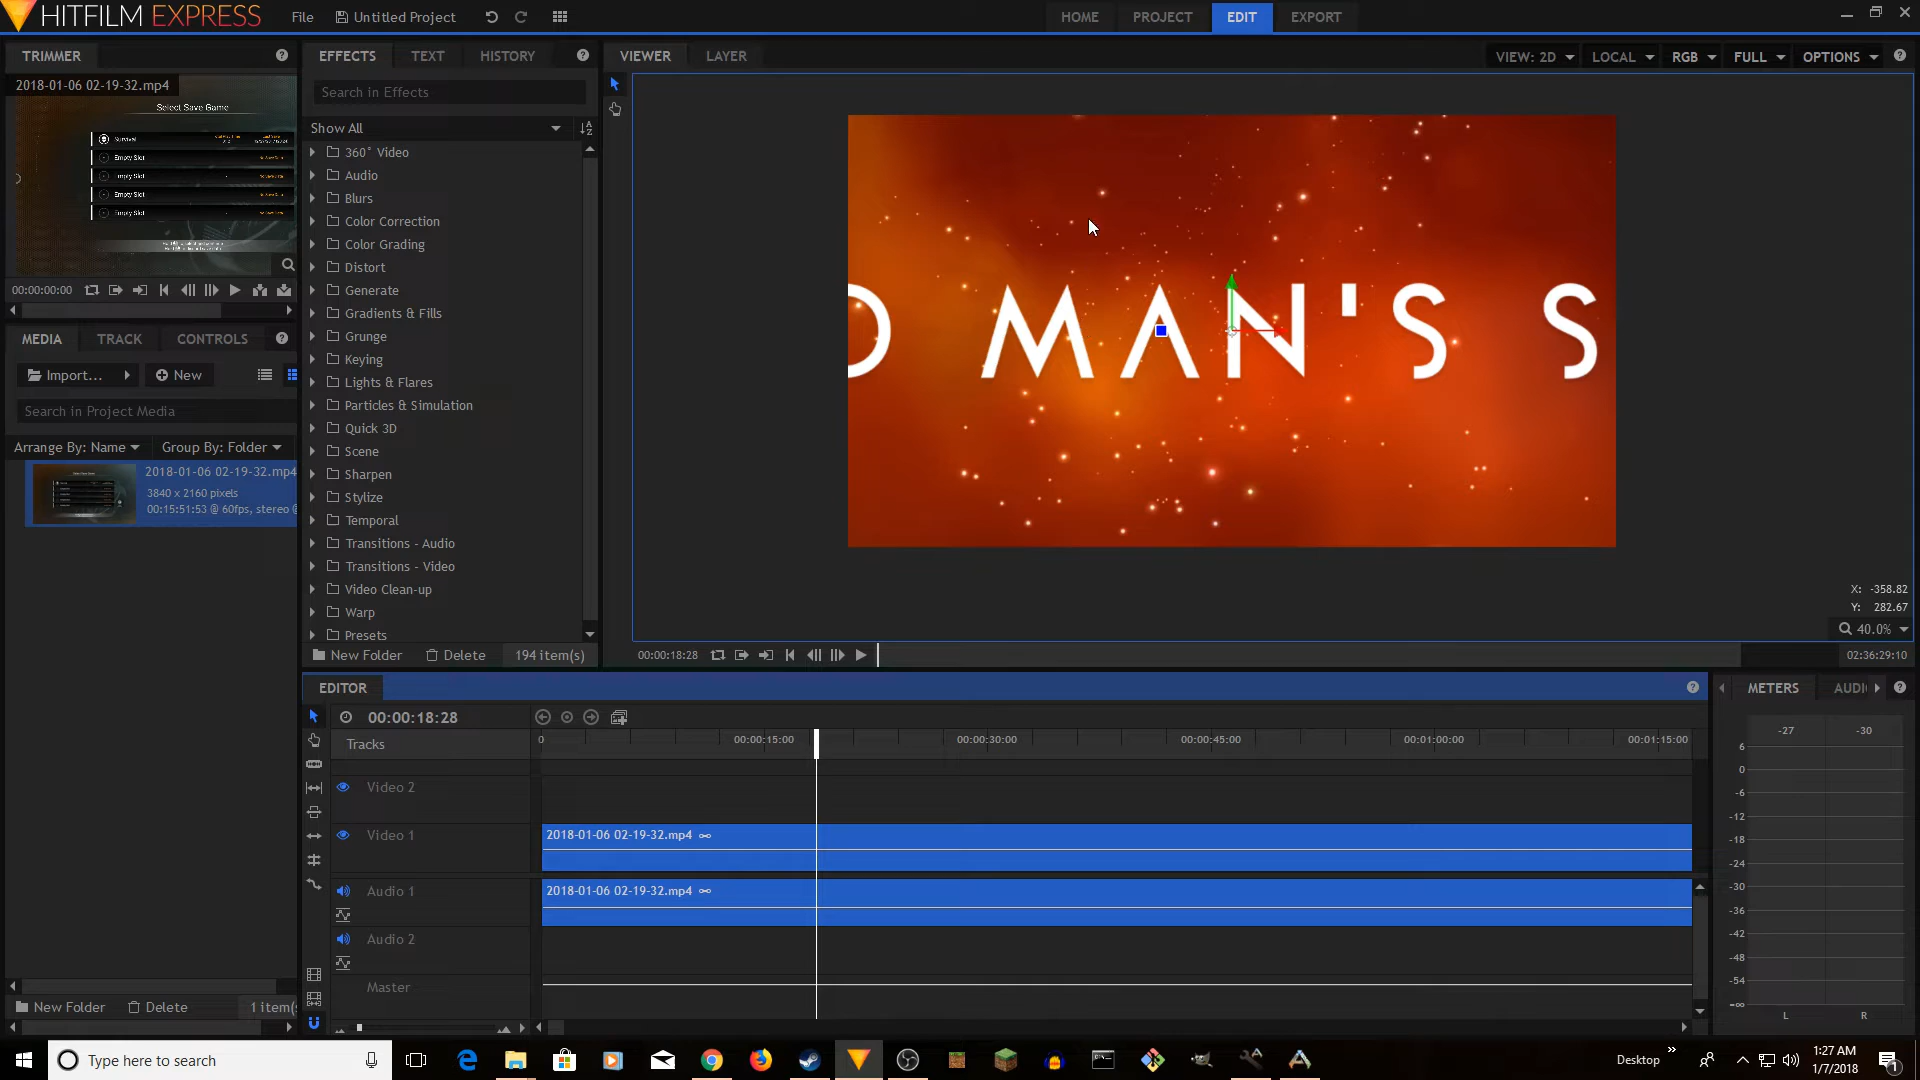 HITFILM EXPRESS
File
Untitled Project
HOME
PROJECT
EDIT
EXPORT
TRIMMER
2018-01-06 02-19-32.mp4
Select Save Game
Survival
Empty Slot
Empty Slot
Empty Slot
Empty Slot
00:00:00:00
EFFECTS
TEXT
HISTORY
Search in Effects
Show All
360° Video
Audio
Blurs
Color Correction
Color Grading
Distort
Generate
Gradients & Fills
Grunge
Keying
Lights & Flares
Particles & Simulation
Quick 3D
Scene
Sharpen
Stylize
Temporal
Transitions - Audio
Transitions - Video
Video Clean-up
Warp
Presets
New Folder
Delete
194 item(s)
VIEWER
LAYER
VIEW: 2D
LOCAL
RGB
FULL
OPTIONS
O MAN'S S
X: -358.82
Y: 282.67
40.0%
00:00:18:28
02:36:29:10
MEDIA
TRACK
CONTROLS
Import...
New
Search in Project Media
Arrange By: Name
Group By: Folder
2018-01-06 02-19-32.mp4
3840 x 2160 pixels
00:15:51:53 @ 60fps, stereo @
New Folder
Delete
1 item(s
EDITOR
00:00:18:28
Tracks
0
00:00:15:00
00:00:30:00
00:00:45:00
00:01:00:00
00:01:15:00
Video 2
Video 1
2018-01-06 02-19-32.mp4
Audio 1
2018-01-06 02-19-32.mp4
Audio 2
Master
METERS
AUDI
-27
-30
6
0
-6
-12
-18
-24
-30
-36
-42
-48
-54
-∞
L
R
Type here to search
Desktop
1:27 AM
1/7/2018
1